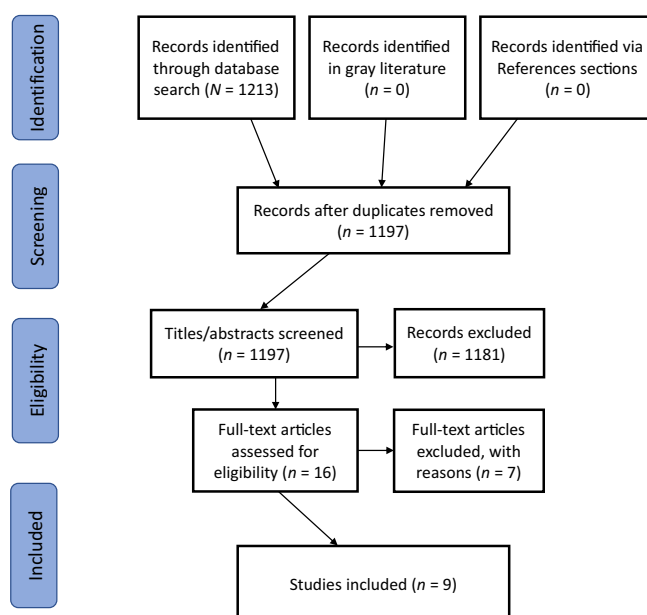 Identification
Records identified
through database
search (N = 1213)
Records identified
in gray literature
(n = 0)
Records identified via
References sections
(n = 0)
Screening
Records after duplicates removed
(n = 1197)
Eligibility
Titles/abstracts screened
(n = 1197)
Records excluded
(n = 1181)
Full-text articles
assessed for
eligibility (n = 16)
Full-text articles
excluded, with
reasons (n = 7)
Included
Studies included (n = 9)